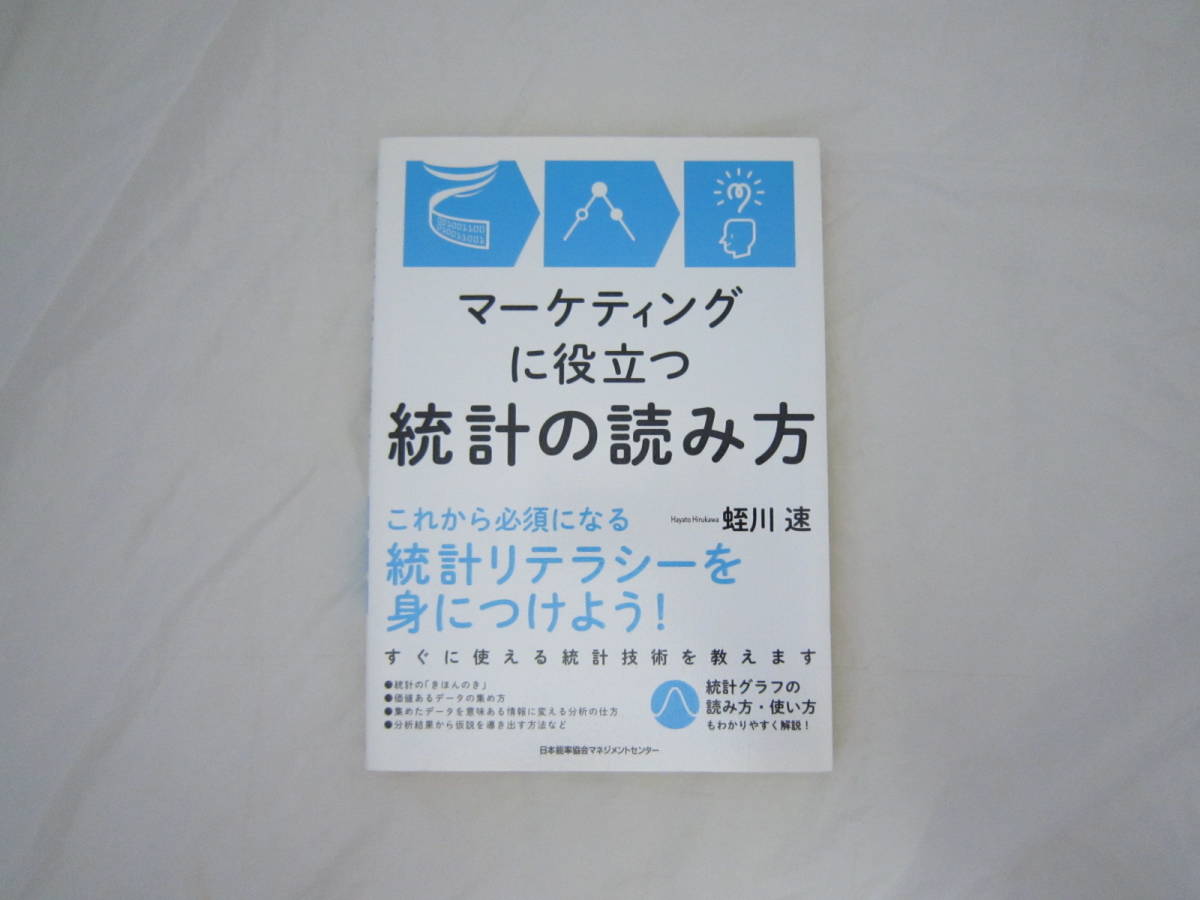 001001100
010011001
マーケティング
に役立つ
統計の読み方
これから必須になる
Hayato Hirukawa 蛭川 速
統計リテラシーを
身につけよう!
すぐに使える統計技術を教えます
●統計の「きほんのき」
●価値あるデータの集め方
●集めたデータを意味ある情報に変える分析の仕方
●分析結果から仮説を導き出す方法など
統計グラフの
読み方・使い方
もわかりやすく解説!
日本能率協会マネジメントセンター